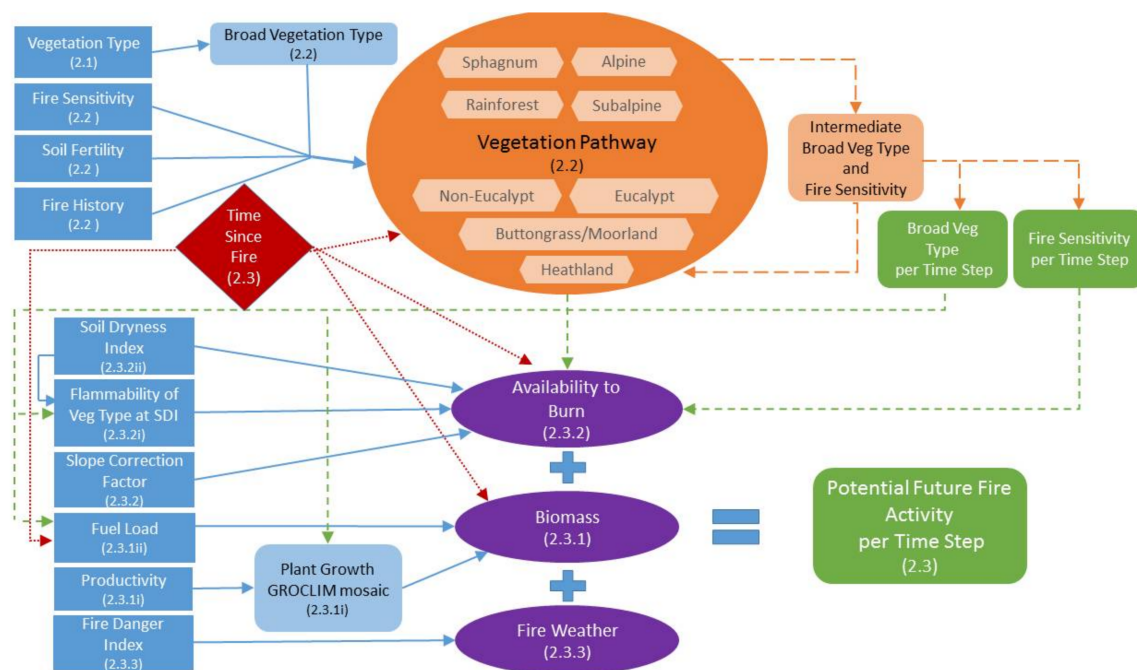 Vegetation Type
(2.1)
Broad Vegetation Type
(2.2)
Fire Sensitivity
(2.2 )
Soil Fertility
(2.2 )
Fire History
(2.2 )
Time
Since
Fire
(2.3)
Sphagnum
Alpine
Rainforest
Subalpine
Vegetation Pathway
(2.2)
Non-Eucalypt
Eucalypt
Buttongrass/Moorland
Heathland
Intermediate
Broad Veg Type
and
Fire Sensitivity
Broad Veg
Type
per Time Step
Fire Sensitivity
per Time Step
Soil Dryness
Index
(2.3.2ii)
Flammability of
Veg Type at SDI
(2.3.2i)
Slope Correction
Factor
(2.3.2)
Fuel Load
(2.3.1ii)
Productivity
(2.3.1i)
Fire Danger
Index
(2.3.3)
Plant Growth
GROCLIM mosaic
(2.3.1i)
Availability to
Burn
(2.3.2)
Biomass
(2.3.1)
Fire Weather
(2.3.3)
Potential Future Fire
Activity
per Time Step
(2.3)